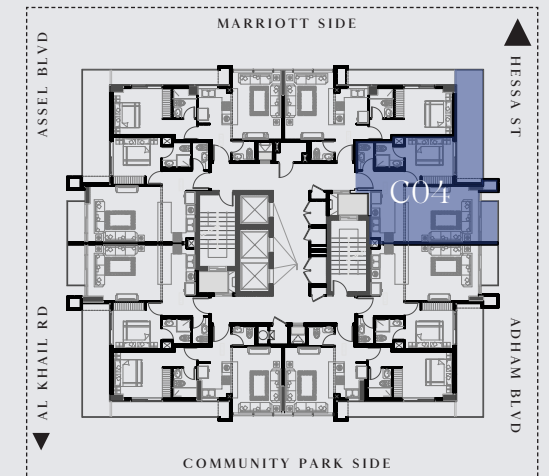 MARRIOTT SIDE
ASSEL BLVD
HESSA ST
C04
AL KHAIL RD
ADHAM BLVD
COMMUNITY PARK SIDE